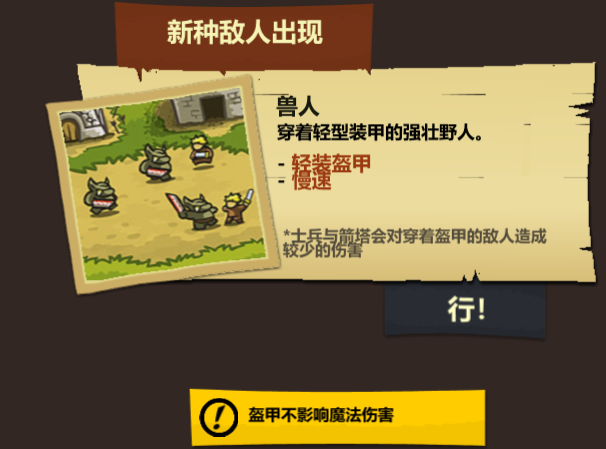 新种敌人出现
兽人
穿着轻型装甲的强壮野人。
- 轻装盔甲
- 慢速
*士兵与箭塔会对穿着盔甲的敌人造成
较少的伤害
行!
盔甲不影响魔法伤害